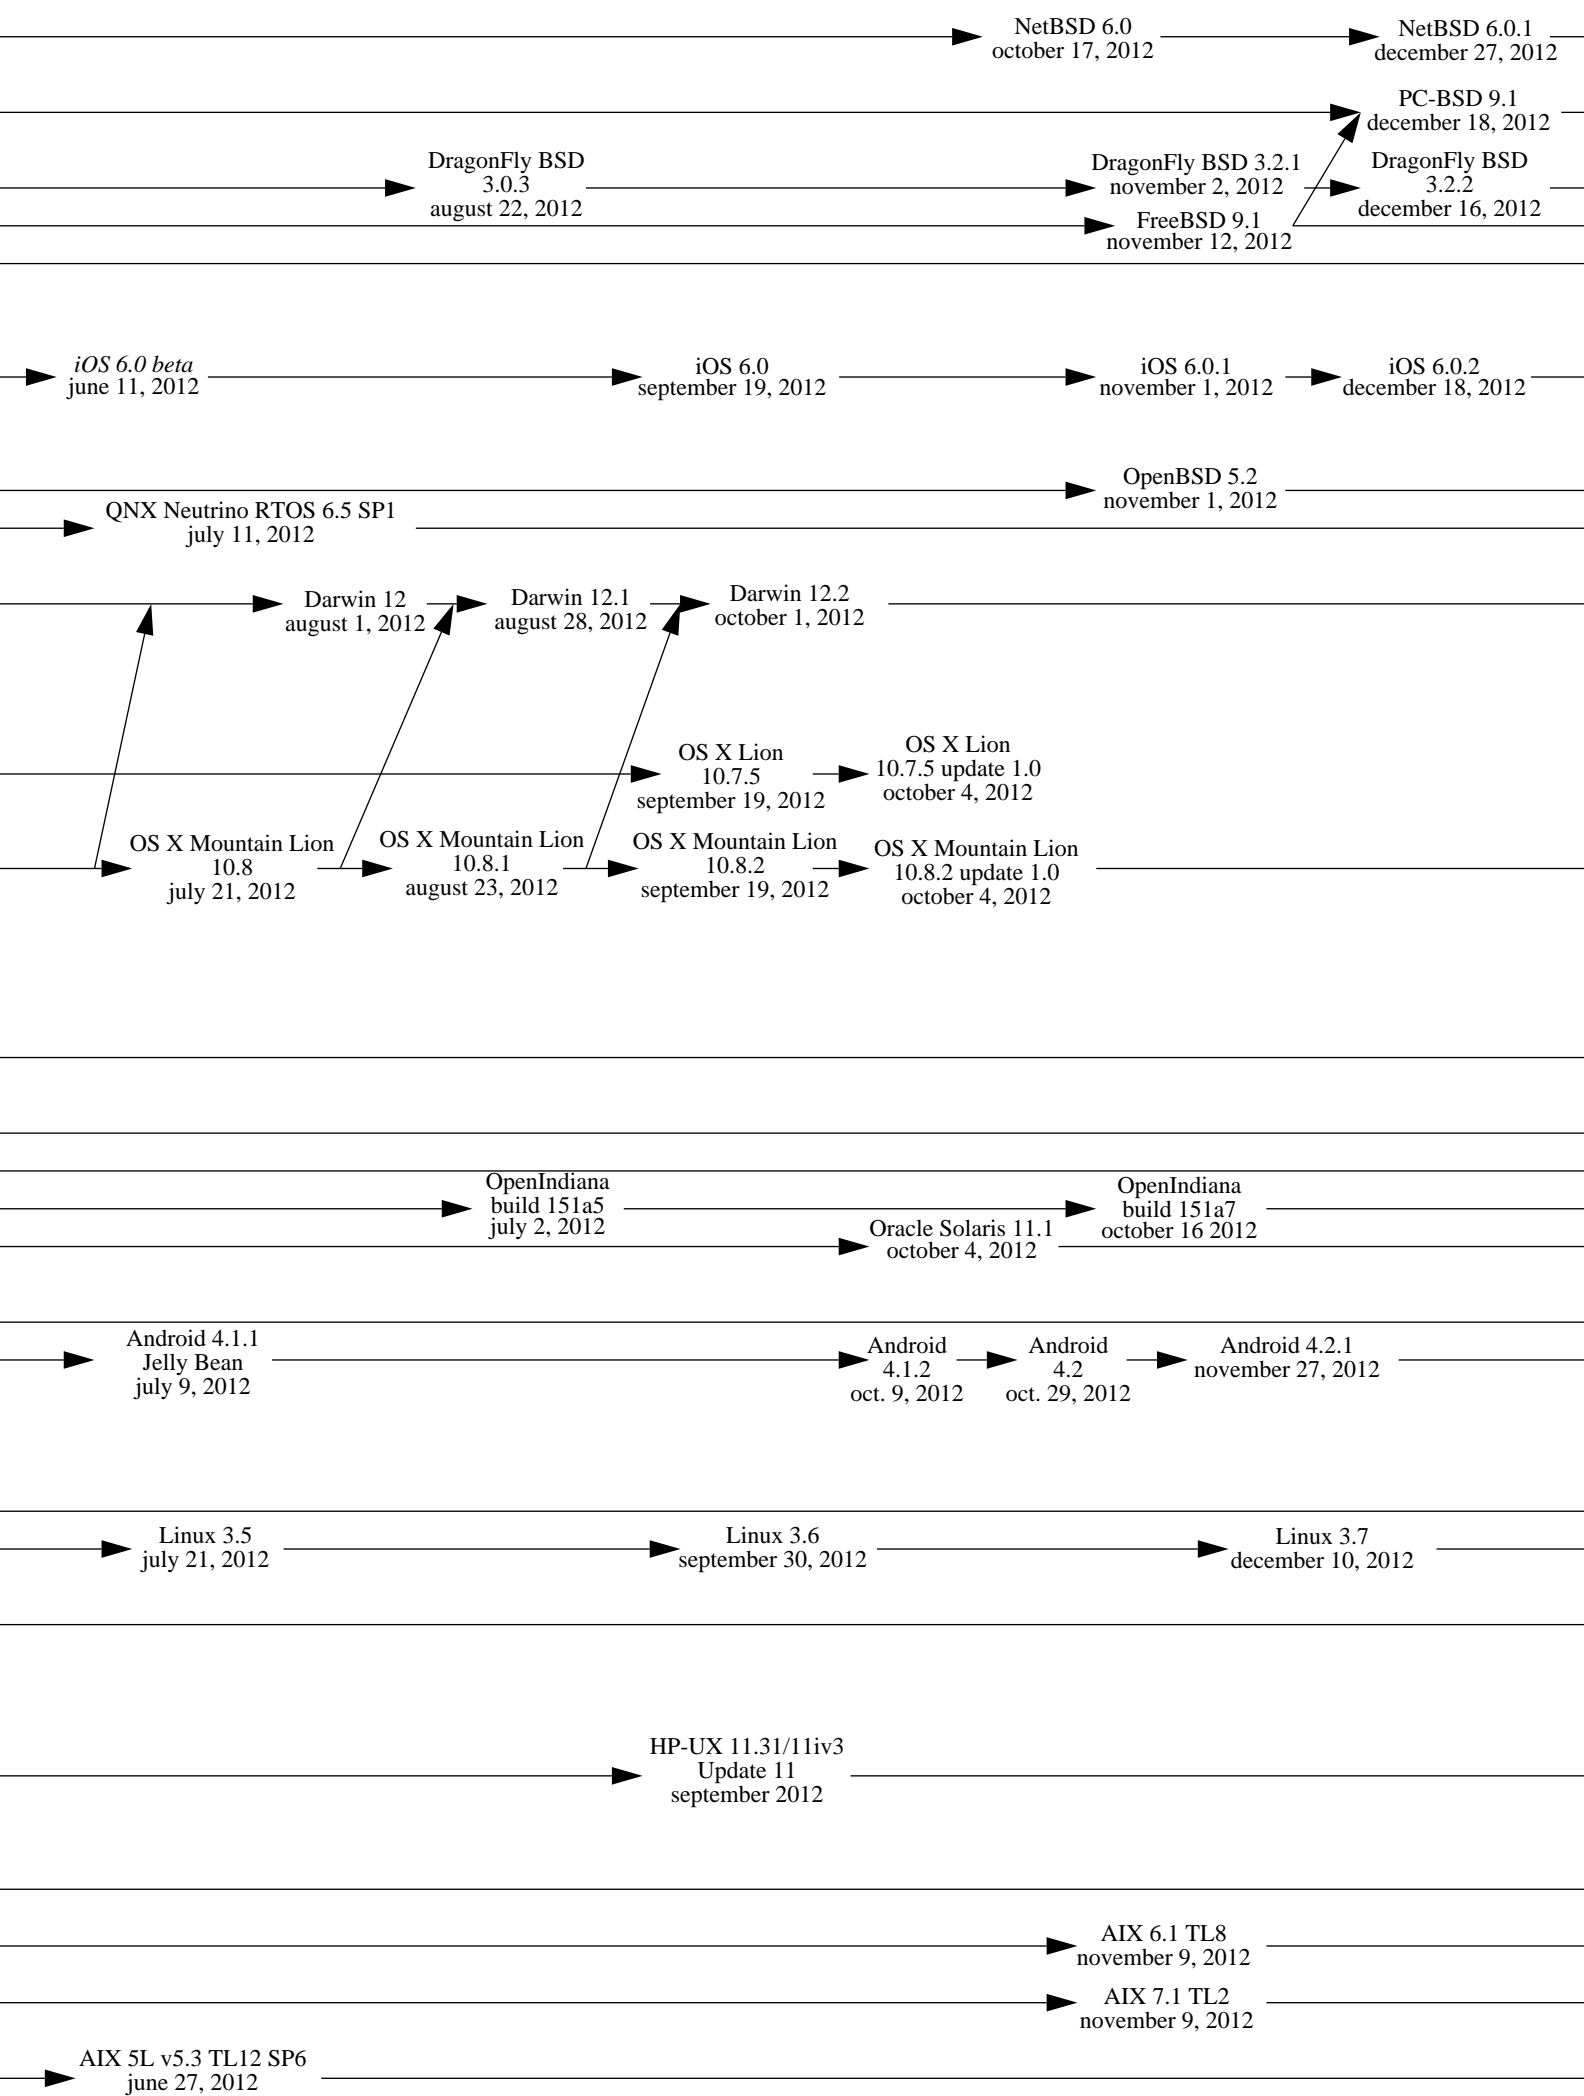 NetBSD 6.0
october 17, 2012
NetBSD 6.0.1
december 27, 2012
PC-BSD 9.1
december 18, 2012
DragonFly BSD
3.0.3
august 22, 2012
DragonFly BSD 3.2.1
november 2, 2012
DragonFly BSD
3.2.2
december 16, 2012
FreeBSD 9.1
november 12, 2012
iOS 6.0 beta
june 11, 2012
iOS 6.0
september 19, 2012
iOS 6.0.1
november 1, 2012
iOS 6.0.2
december 18, 2012
OpenBSD 5.2
november 1, 2012
QNX Neutrino RTOS 6.5 SP1
july 11, 2012
Darwin 12
august 1, 2012
Darwin 12.1
august 28, 2012
Darwin 12.2
october 1, 2012
OS X Lion
10.7.5
september 19, 2012
OS X Lion
10.7.5 update 1.0
october 4, 2012
OS X Mountain Lion
10.8
july 21, 2012
OS X Mountain Lion
10.8.1
august 23, 2012
OS X Mountain Lion
10.8.2
september 19, 2012
OS X Mountain Lion
10.8.2 update 1.0
october 4, 2012
OpenIndiana
build 151a5
july 2, 2012
OpenIndiana
build 151a7
october 16 2012
Oracle Solaris 11.1
october 4, 2012
Android 4.1.1
Jelly Bean
july 9, 2012
Android
4.1.2
oct. 9, 2012
Android
4.2
oct. 29, 2012
Android 4.2.1
november 27, 2012
Linux 3.5
july 21, 2012
Linux 3.6
september 30, 2012
Linux 3.7
december 10, 2012
HP-UX 11.31/11iv3
Update 11
september 2012
AIX 6.1 TL8
november 9, 2012
AIX 7.1 TL2
november 9, 2012
AIX 5L v5.3 TL12 SP6
june 27, 2012